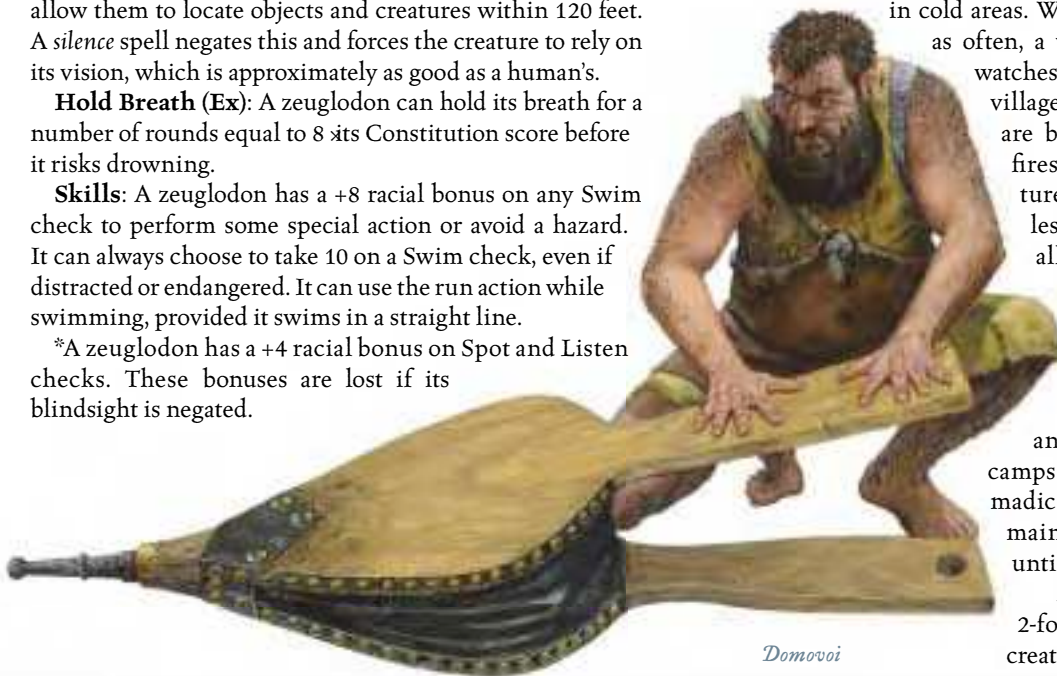 allow them to locate objects and creatures within 120 feet.
A silence spell negates this and forces the creature to rely on
its vision, which is approximately as good as a human's.
Hold Breath (Ex): A zeuglodon can hold its breath for a
number of rounds equal to 8 × its Constitution score before
it risks drowning.
Skills: A zeuglodon has a +8 racial bonus on any Swim
check to perform some special action or avoid a hazard.
It can always choose to take 10 on a Swim check, even if
distracted or endangered. It can use the run action while
swimming, provided it swims in a straight line.
*A zeuglodon has a +4 racial bonus on Spot and Listen
checks. These bonuses are lost if its
blindsight is negated.
in cold areas. W
as often, a
watches
village
are b
fires
ture
les
all
an
camps
madic
main
unti
2-fo
creat
Domovoi